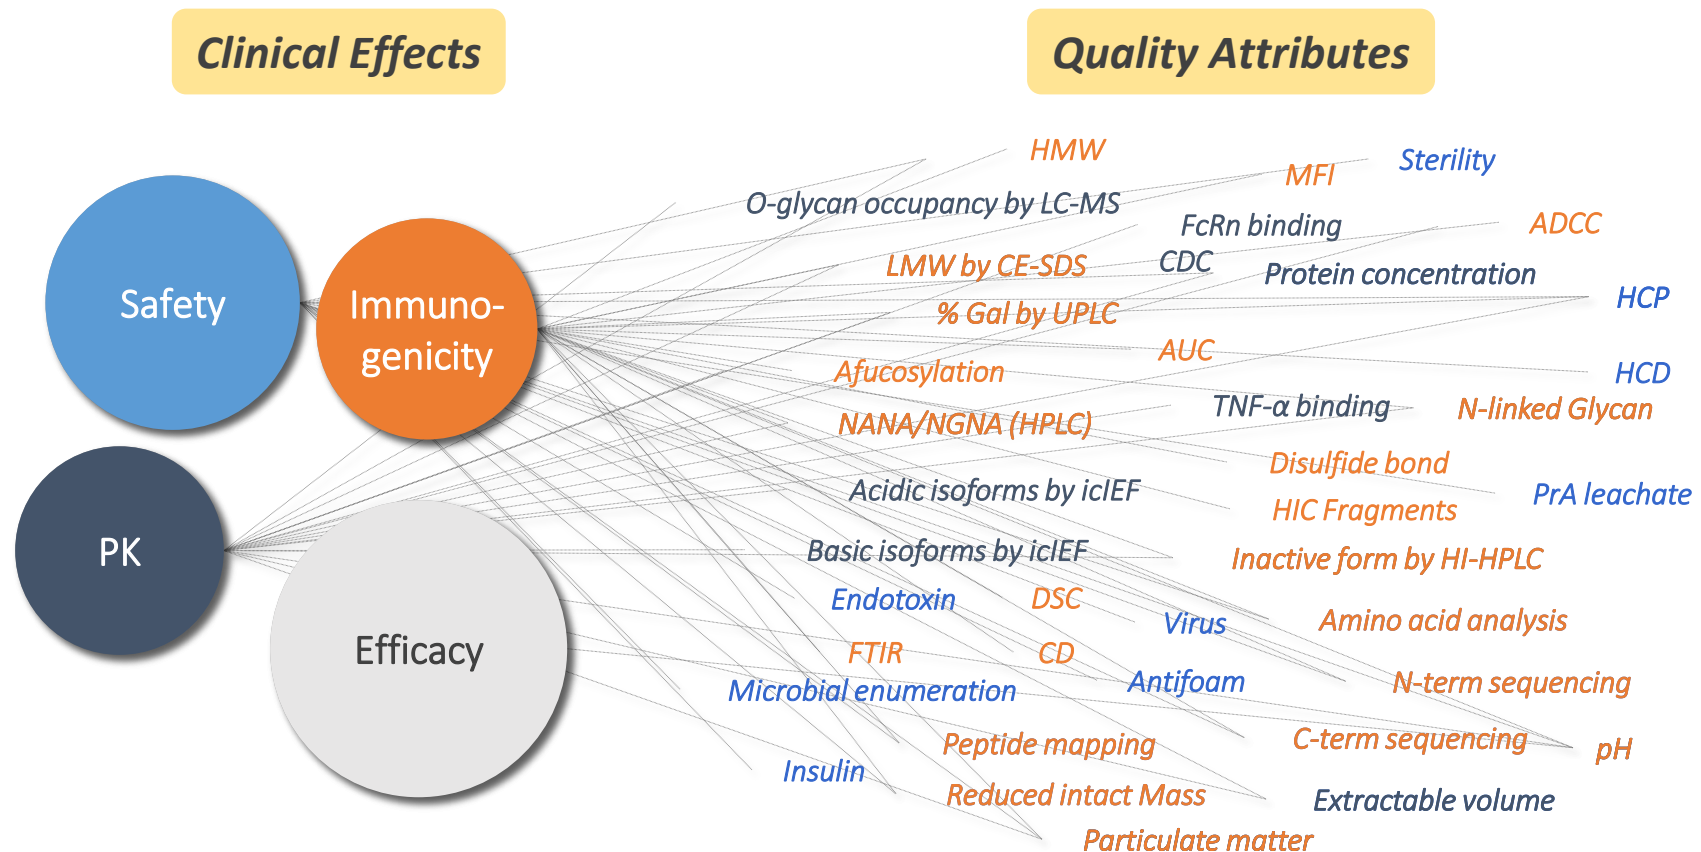 Clinical Effects
Quality Attributes
Safety
Immuno-
genicity
PK
Efficacy
HMW
MFI
Sterility
O-glycan occupancy by LC-MS
FcRn binding
ADCC
LMW by CE-SDS
CDC
Protein concentration
HCP
% Gal by UPLC
AUC
Afucosylation
HCD
TNF-α binding
N-linked Glycan
NANA/NGNA (HPLC)
Disulfide bond
Acidic isoforms by icIEF
PrA leachate
HIC Fragments
Basic isoforms by icIEF
Inactive form by HI-HPLC
Endotoxin
DSC
Virus
Amino acid analysis
FTIR
CD
Microbial enumeration
Antifoam
N-term sequencing
Peptide mapping
C-term sequencing
pH
Insulin
Reduced intact Mass
Extractable volume
Particulate matter